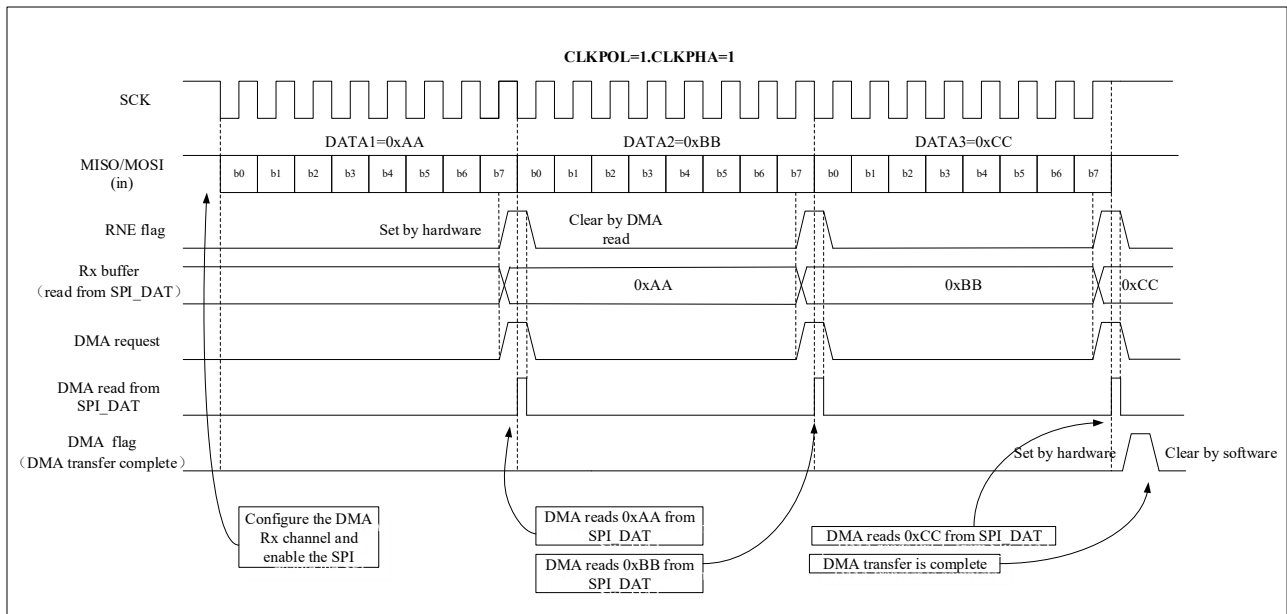 CLKPOL=1.CLKPHA=1
SCK
DATA1=0xAA DATA2=0xBB DATA3=0xCC
MISO/MOSI
(in)
b0 b1 b2 b3 b4 b5 b6 b7 b0 b1 b2 b3 b4 b5 b6 b7 b0 b1 b2 b3 b4 b5 b6 b7
RNE flag
Set by hardware
Clear by DMA
read
Rx buffer
（read from SPI_DAT）
0xAA 0xBB 0xCC
DMA request
DMA read from
SPI_DAT
DMA flag
（DMA transfer complete）
Set by hardware Clear by software
Configure the DMA
Rx channel and
enable the SPI
DMA reads 0xAA from
SPI_DAT
DMA reads 0xBB from
SPI_DAT
DMA reads 0xCC from SPI_DAT
DMA transfer is complete